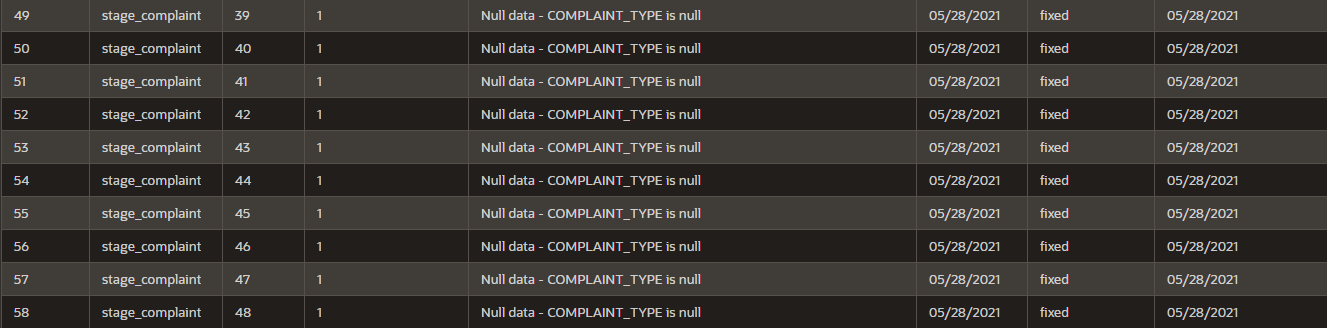 49 stage_complaint 39 1 Null data - COMPLAINT_TYPE is null 05/28/2021 fixed 05/28/2021
50 stage_complaint 40 1 Null data - COMPLAINT_TYPE is null 05/28/2021 fixed 05/28/2021
51 stage_complaint 41 1 Null data - COMPLAINT_TYPE is null 05/28/2021 fixed 05/28/2021
52 stage_complaint 42 1 Null data - COMPLAINT_TYPE is null 05/28/2021 fixed 05/28/2021
53 stage_complaint 43 1 Null data - COMPLAINT_TYPE is null 05/28/2021 fixed 05/28/2021
54 stage_complaint 44 1 Null data - COMPLAINT_TYPE is null 05/28/2021 fixed 05/28/2021
55 stage_complaint 45 1 Null data - COMPLAINT_TYPE is null 05/28/2021 fixed 05/28/2021
56 stage_complaint 46 1 Null data - COMPLAINT_TYPE is null 05/28/2021 fixed 05/28/2021
57 stage_complaint 47 1 Null data - COMPLAINT_TYPE is null 05/28/2021 fixed 05/28/2021
58 stage_complaint 48 1 Null data - COMPLAINT_TYPE is null 05/28/2021 fixed 05/28/2021